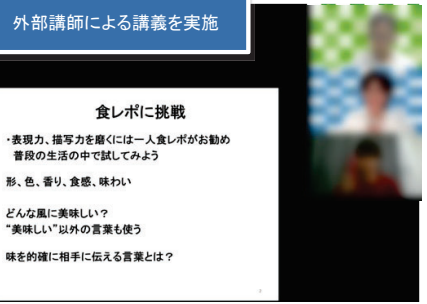 外部講師による講義を実施
食レポに挑戦
・表現力、描写力を磨くには一人食レポがお勧め
普段の生活の中で試してみよう
形、色、香り、食感、味わい
どんな風に美味しい？
“美味しい”以外の言葉も使う
味を的確に相手に伝える言葉とは？